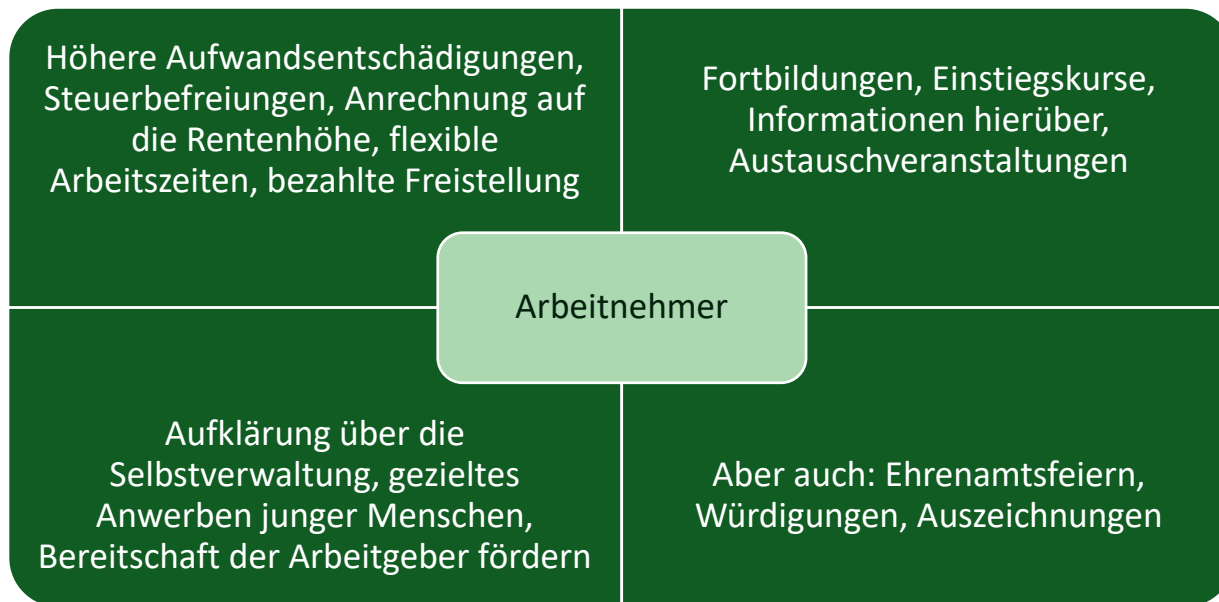 Höhere Aufwandsentschädigungen,
Steuerbefreiungen, Anrechnung auf
die Rentenhöhe, flexible
Arbeitszeiten, bezahlte Freistellung
Fortbildungen, Einstiegskurse,
Informationen hierüber,
Austauschveranstaltungen
Arbeitnehmer
Aufklärung über die
Selbstverwaltung, gezieltes
Anwerben junger Menschen,
Bereitschaft der Arbeitgeber fördern
Aber auch: Ehrenamtsfeiern,
Würdigungen, Auszeichnungen